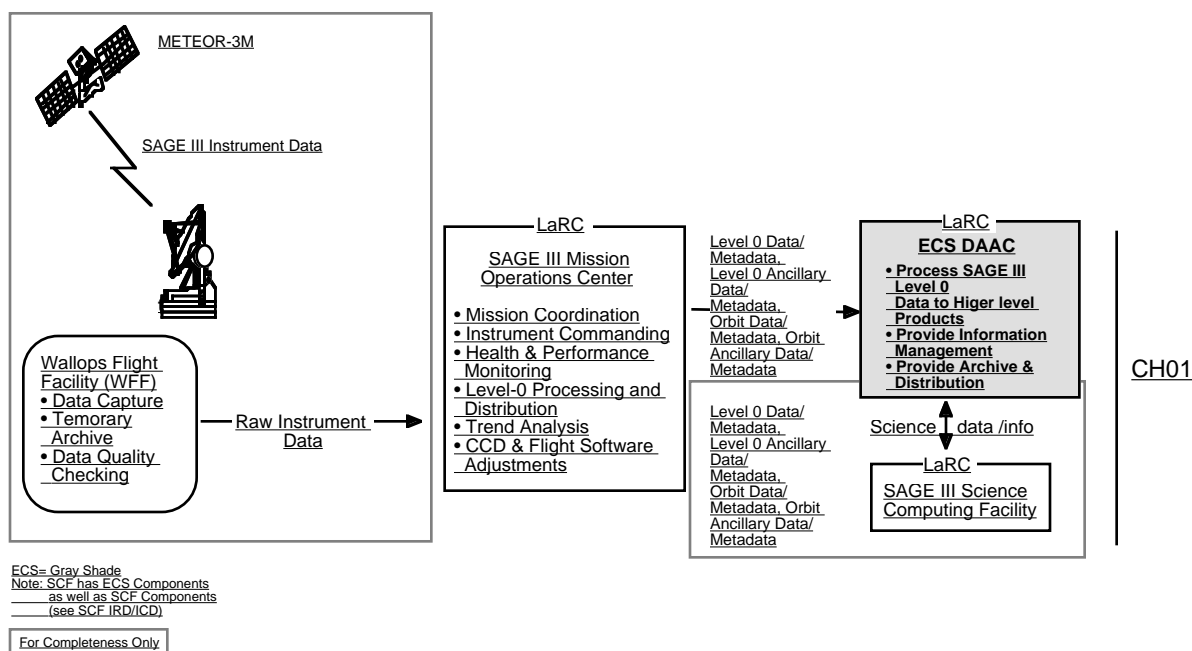 METEOR-3M
SAGE III Instrument Data
Wallops Flight
Facility (WFF)
• Data Capture
• Temorary
Archive
• Data Quality
Checking
Raw Instrument
Data
LaRC
SAGE III Mission
Operations Center
• Mission Coordination
• Instrument Commanding
• Health & Performance
Monitoring
• Level-0 Processing and
Distribution
• Trend Analysis
• CCD & Flight Software
Adjustments
Level 0 Data/
Metadata,
Level 0 Ancillary
Data/
Metadata,
Orbit Data/
Metadata, Orbit
Ancillary Data/
Metadata
LaRC
ECS DAAC
• Process SAGE III
Level 0
Data to Higer level
Products
• Provide Information
Management
• Provide Archive &
Distribution
CH01
Level 0 Data/
Metadata,
Level 0 Ancillary
Data/
Metadata,
Orbit Data/
Metadata, Orbit
Ancillary Data/
Metadata
Science data /info
LaRC
SAGE III Science
Computing Facility
ECS= Gray Shade
Note: SCF has ECS Components
as well as SCF Components
(see SCF IRD/ICD)
For Completeness Only